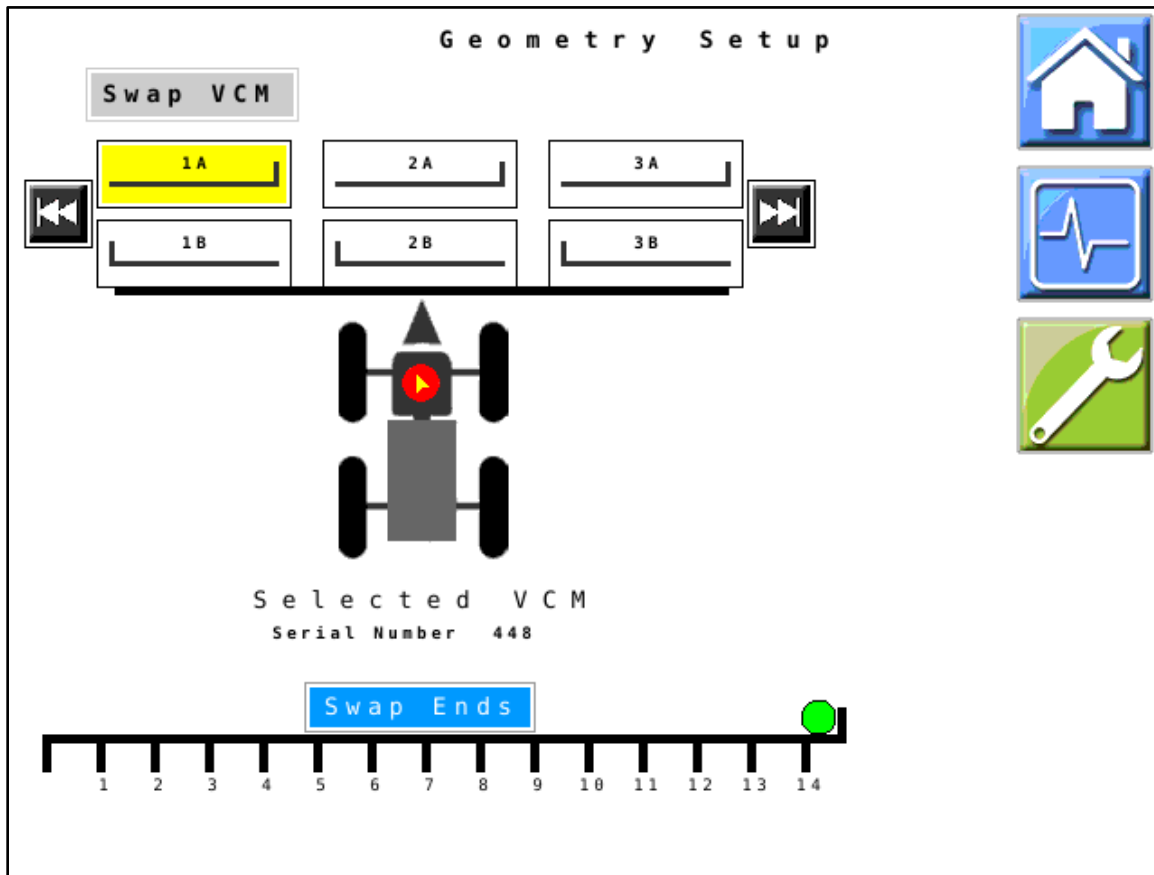 Geometry Setup
Swap VCM
1A 2A 3A
1B 2B 3B
Selected VCM
Serial Number 448
Swap Ends
1 2 3 4 5 6 7 8 9 10 11 12 13 14